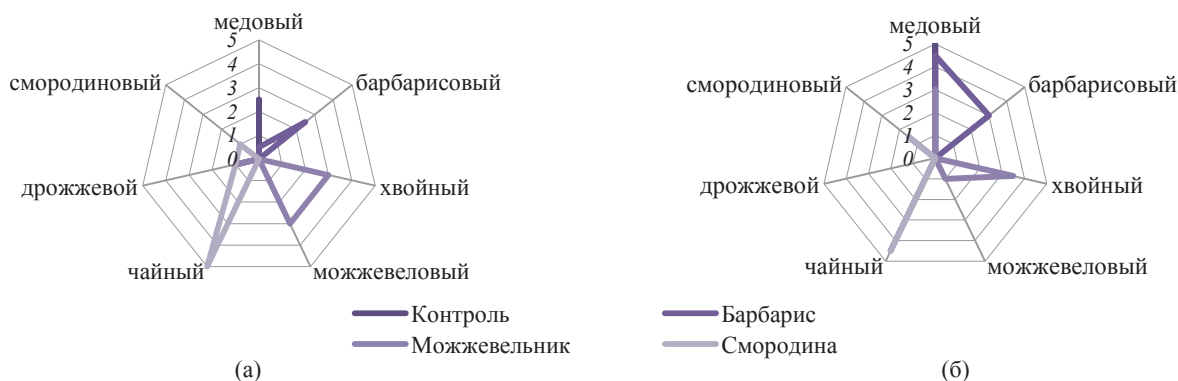 медовый
5
4
3
2
1
0
смородиновый
барбарисовый
дрожжевой
хвойный
чайный
можжевеловый
медовый
5
4
3
2
1
0
смородиновый
барбарисовый
дрожжевой
хвойный
чайный
можжевеловый
Контроль
Барбарис
Можжевельник
Смородина
(а)
(б)